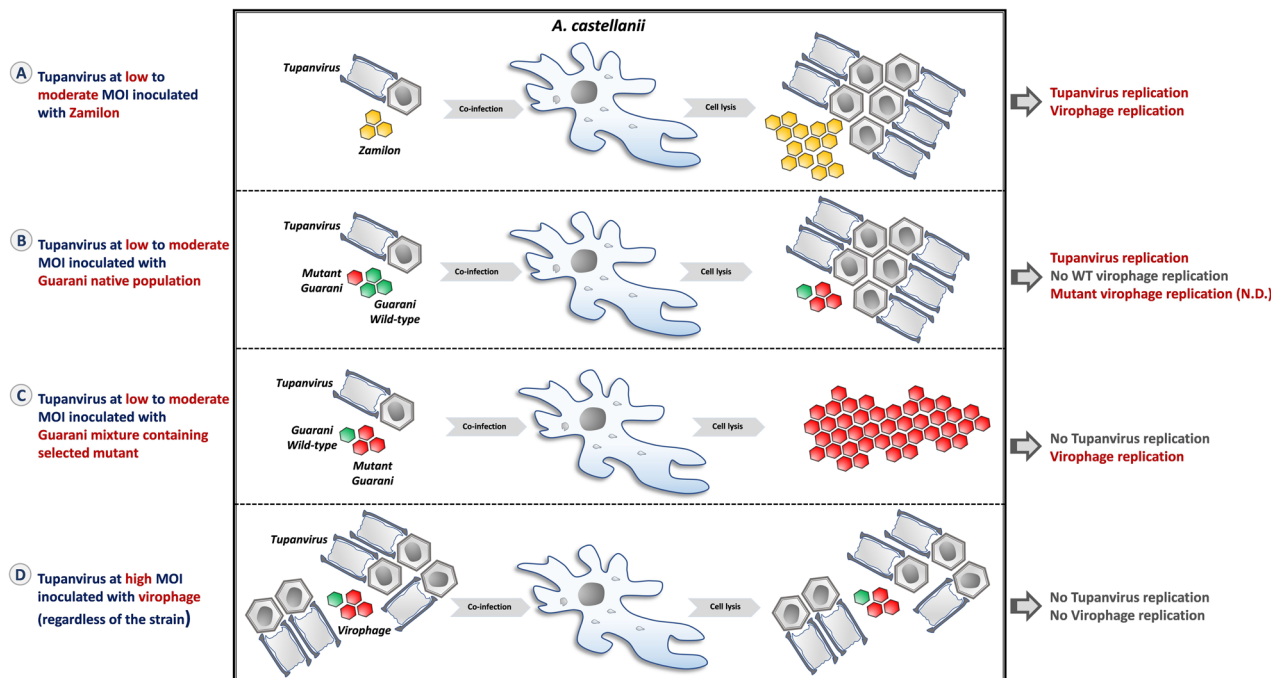 A. castellanii
A
Tupanvirus at low to
moderate MOI inoculated
with Zamilon
Tupanvirus
Zamilon
Co-infection
Cell lysis
Tupanvirus replication
Virophage replication
B
Tupanvirus at low to moderate
MOI inoculated with
Guarani native population
Tupanvirus
Mutant
Guarani
Guarani
Wild-type
Co-infection
Cell lysis
Tupanvirus replication
No WT virophage replication
Mutant virophage replication (N.D.)
C
Tupanvirus at low to moderate
MOI inoculated with
Guarani mixture containing
selected mutant
Tupanvirus
Guarani
Wild-type
Mutant
Guarani
Co-infection
Cell lysis
No Tupanvirus replication
Virophage replication
D
Tupanvirus at high MOI
inoculated with virophage
(regardless of the strain)
Tupanvirus
Virophage
Co-infection
Cell lysis
No Tupanvirus replication
No Virophage replication